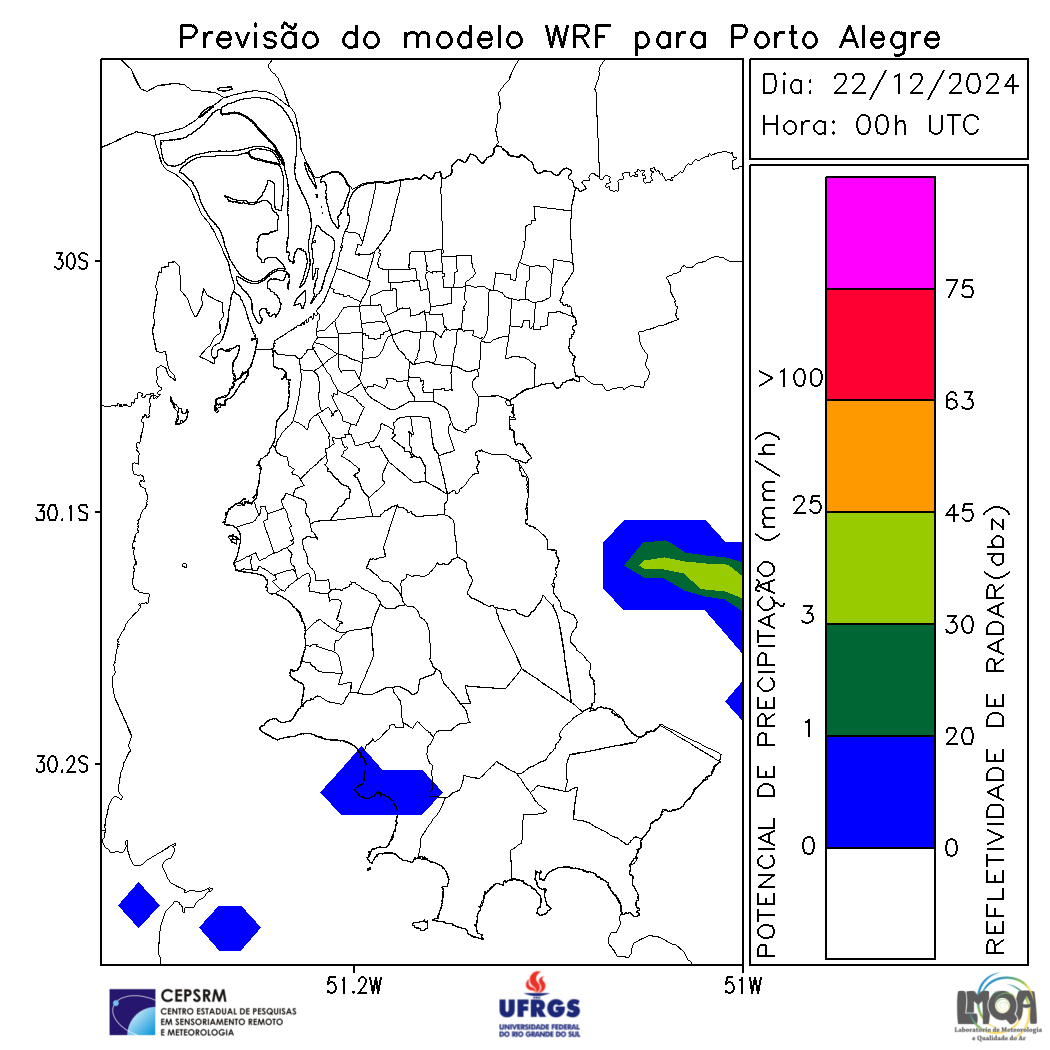 Previsão do modelo WRF para Porto Alegre
Dia: 22/12/2024
Hora: 00h UTC
30S
30.1S
30.2S
51.2W
51W
POTENCIAL DE PRECIPITAÇÃO (mm/h)
>100
25
3
1
0
75
63
45
30
20
0
REFLETIVIDADE DE RADAR(dbz)
CEPSRM
CENTRO ESTADUAL DE PESQUISAS
EM SENSORIAMENTO REMOTO
E METEOROLOGIA
UFRGS
UNIVERSIDADE FEDERAL
DO RIO GRANDE DO SUL
LMQA
Laboratório de Meteorologia
e Qualidade do Ar